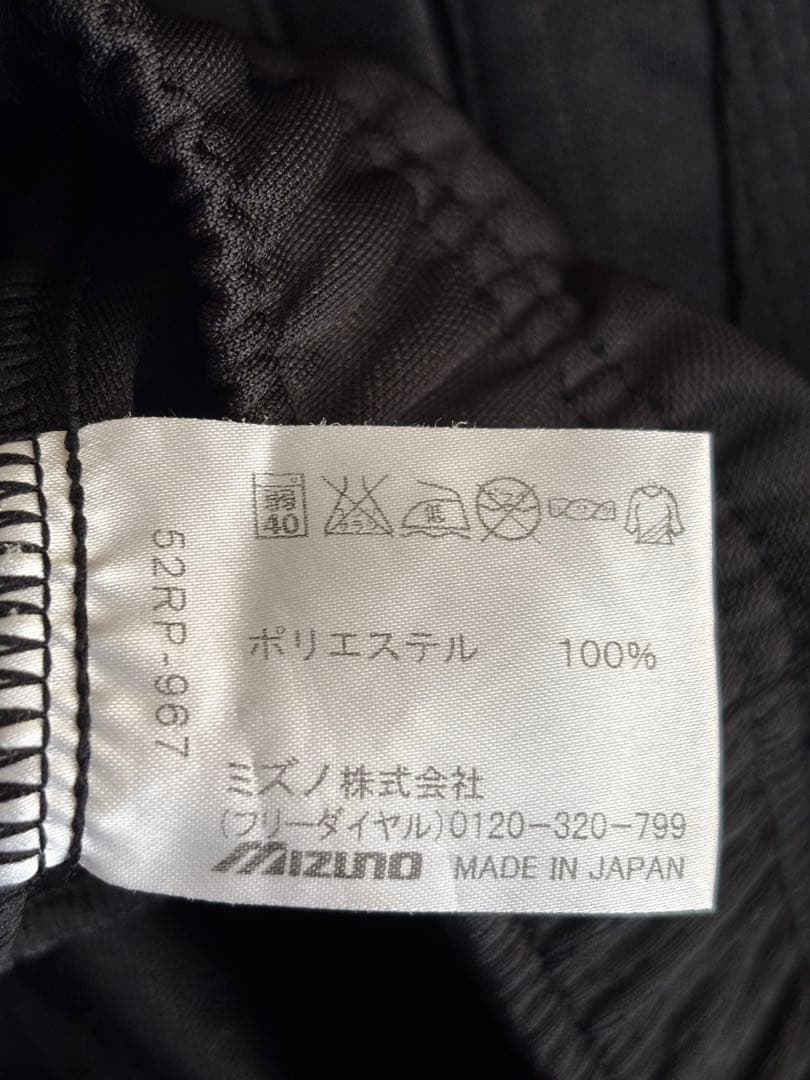 40 低
ポリエステル 100%
ミズノ株式会社
(フリーダイヤル)0120-320-799
MIZUNO MADE IN JAPAN
52RP-967